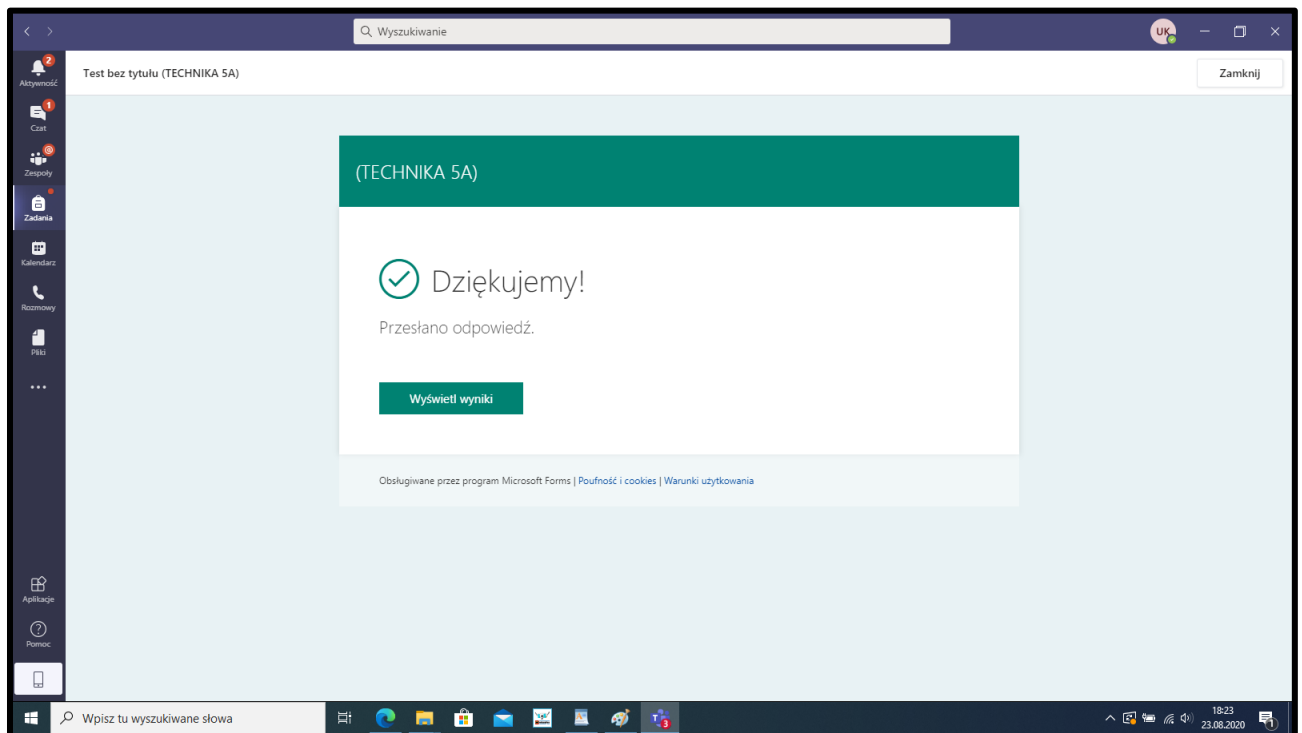 Wyszukiwanie
UK
Test bez tytułu (TECHNIKA 5A)
Zamknij
2
Aktywność
1
Czat
@
Zespoły
Zadania
Kalendarz
Rozmowy
Pliki
Aplikacje
Pomoc
(TECHNIKA 5A)
Dziękujemy!
Przesłano odpowiedź.
Wyświetl wyniki
Obsługiwane przez program Microsoft Forms | Poufność i cookies | Warunki użytkowania
Wpisz tu wyszukiwane słowa
3
18:23
23.08.2020
1